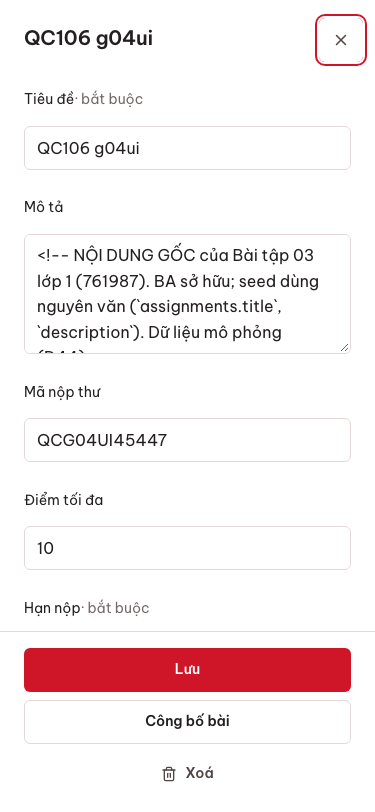 QC106 g04ui
Tiêu đề· bắt buộc
QC106 g04ui
Mô tả
<!-- NỘI DUNG GỐC của Bài tập 03
lớp 1 (761987). BA sở hữu; seed dùng
nguyên văn (`assignments.title`,
`description`). Dữ liệu mô phỏng
Mã nộp thư
QCG04UI45447
Điểm tối đa
10
Hạn nộp· bắt buộc
Lưu
Công bố bài
Xoá